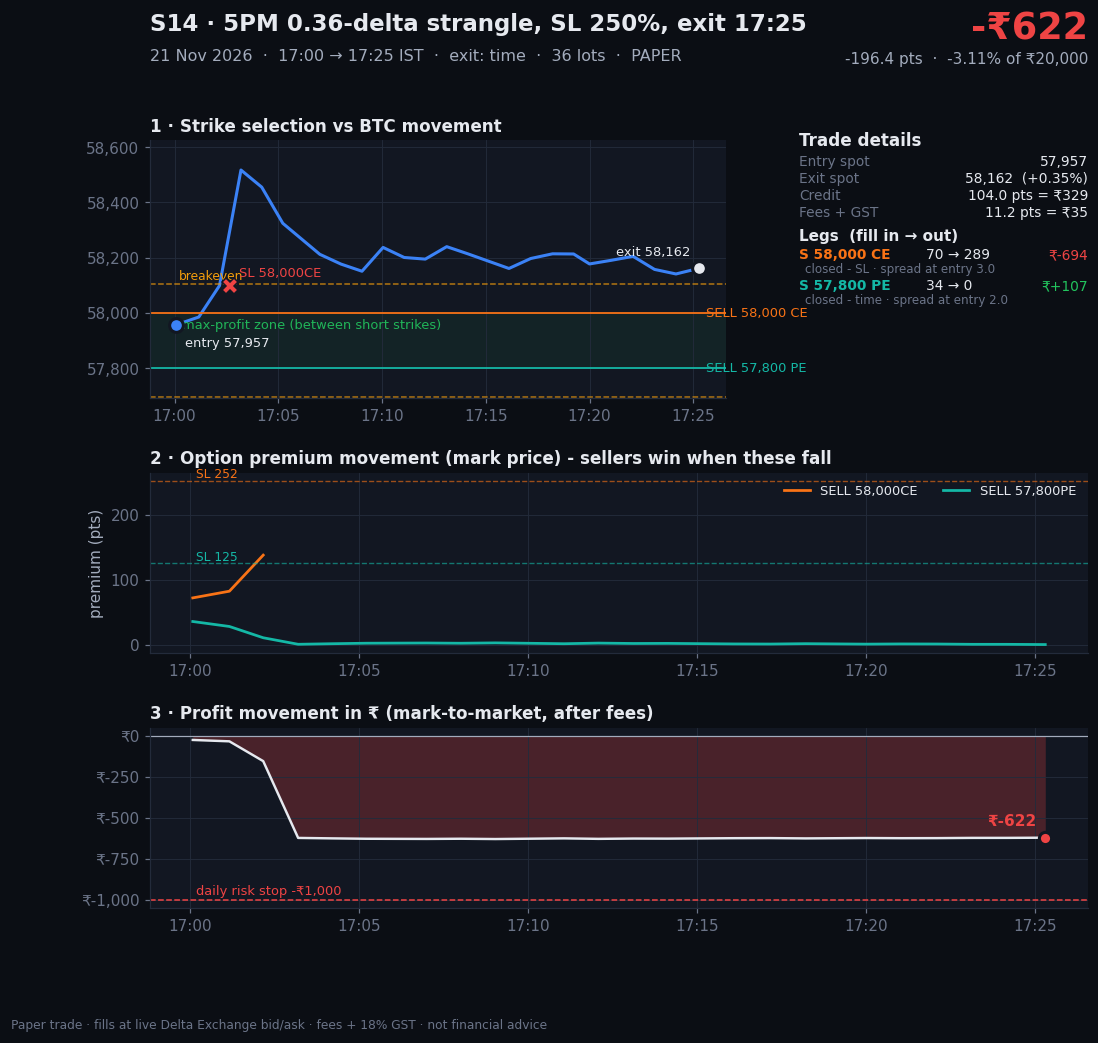 S14 · 5PM 0.36-delta strangle, SL 250%, exit 17:25
-₹622
21 Nov 2026 · 17:00 → 17:25 IST · exit: time · 36 lots · PAPER
-196.4 pts · -3.11% of ₹20,000
1 · Strike selection vs BTC movement
58,600
58,400
58,200
58,000
57,800
breakeven
SL 58,000CE
exit 58,162
max-profit zone (between short strikes)
entry 57,957
SELL 58,000 CE
SELL 57,800 PE
17:00 17:05 17:10 17:15 17:20 17:25
Trade details
Entry spot 57,957
Exit spot 58,162 (+0.35%)
Credit 104.0 pts = ₹329
Fees + GST 11.2 pts = ₹35
Legs (fill in → out)
S 58,000 CE 70 → 289 ₹-694
closed - SL · spread at entry 3.0
S 57,800 PE 34 → 0 ₹+107
closed - time · spread at entry 2.0
2 · Option premium movement (mark price) - sellers win when these fall
SL 252
SELL 58,000CE SELL 57,800PE
premium (pts)
200
SL 125
100
0
17:00 17:05 17:10 17:15 17:20 17:25
3 · Profit movement in ₹ (mark-to-market, after fees)
₹0
₹-250
₹-500
₹-622
₹-750
daily risk stop -₹1,000
₹-1,000
17:00 17:05 17:10 17:15 17:20 17:25
Paper trade · fills at live Delta Exchange bid/ask · fees + 18% GST · not financial advice